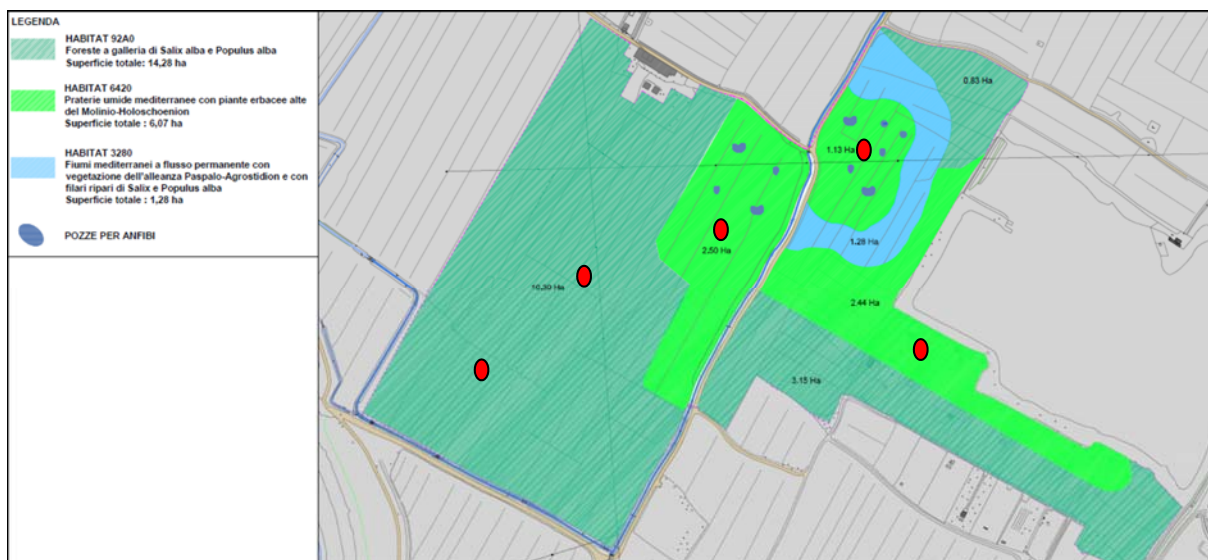 LEGENDA
HABITAT 92A0
Foreste a galleria di Salix alba e Populus alba
Superficie totale: 14,28 ha
HABITAT 6420
Praterie umide mediterranee con piante erbacee alte
del Molinio-Holoschoenion
Superficie totale : 6,07 ha
HABITAT 3280
Fiumi mediterranei a flusso permanente con
vegetazione dell'alleanza Paspalo-Agrostidion e con
filari ripari di Salix e Populus alba
Superficie totale : 1,28 ha
POZZE PER ANFIBI
0.83 Ha
1.13 Ha
1.28 Ha
2.50 Ha
10.30 Ha
2.44 Ha
3.15 Ha